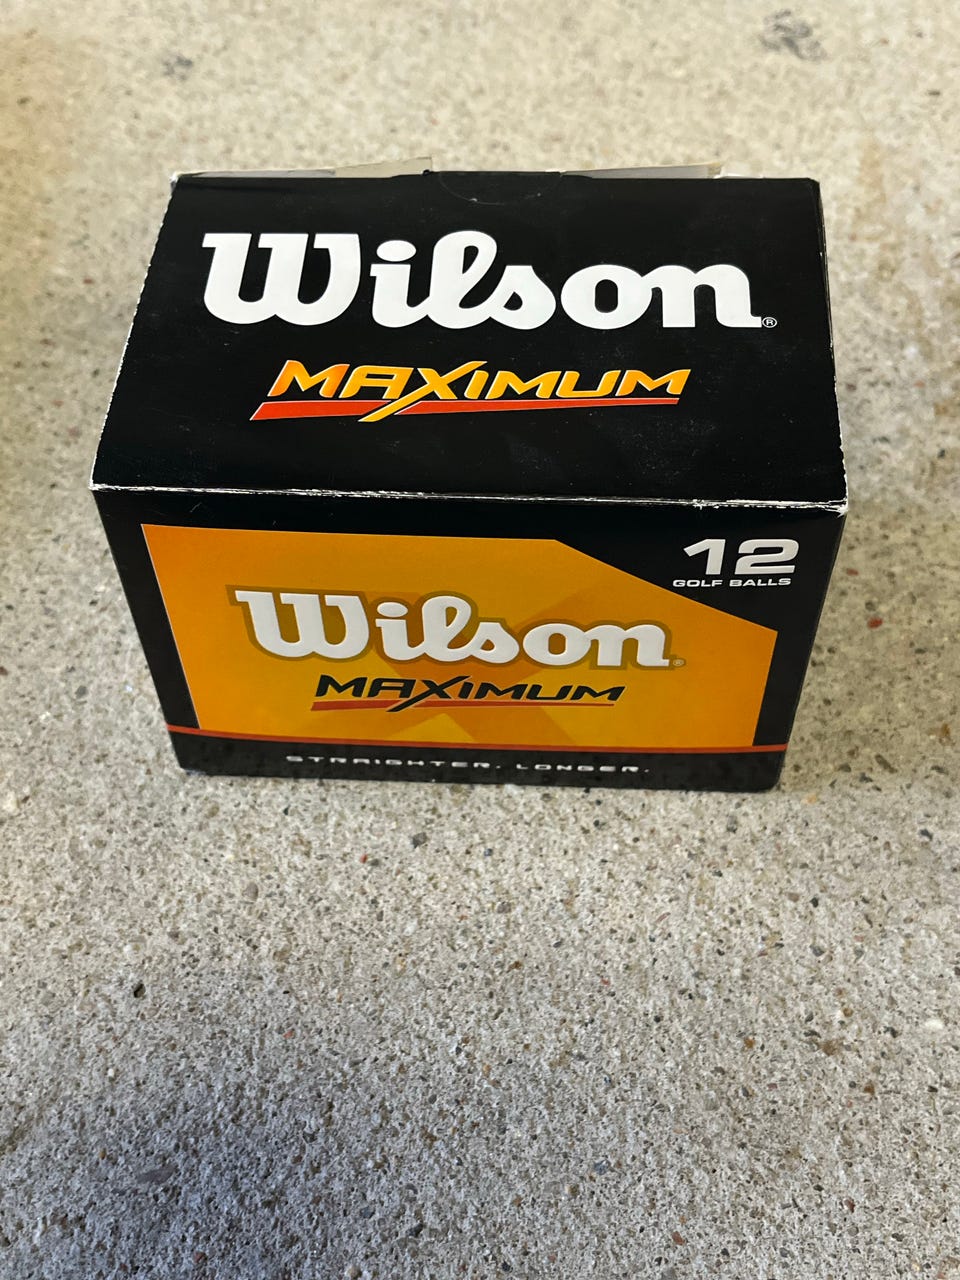 Wilson®
MAXIMUM
12
GOLF BALLS
Wilson®
MAXIMUM
STRAIGHTER. LONGER.